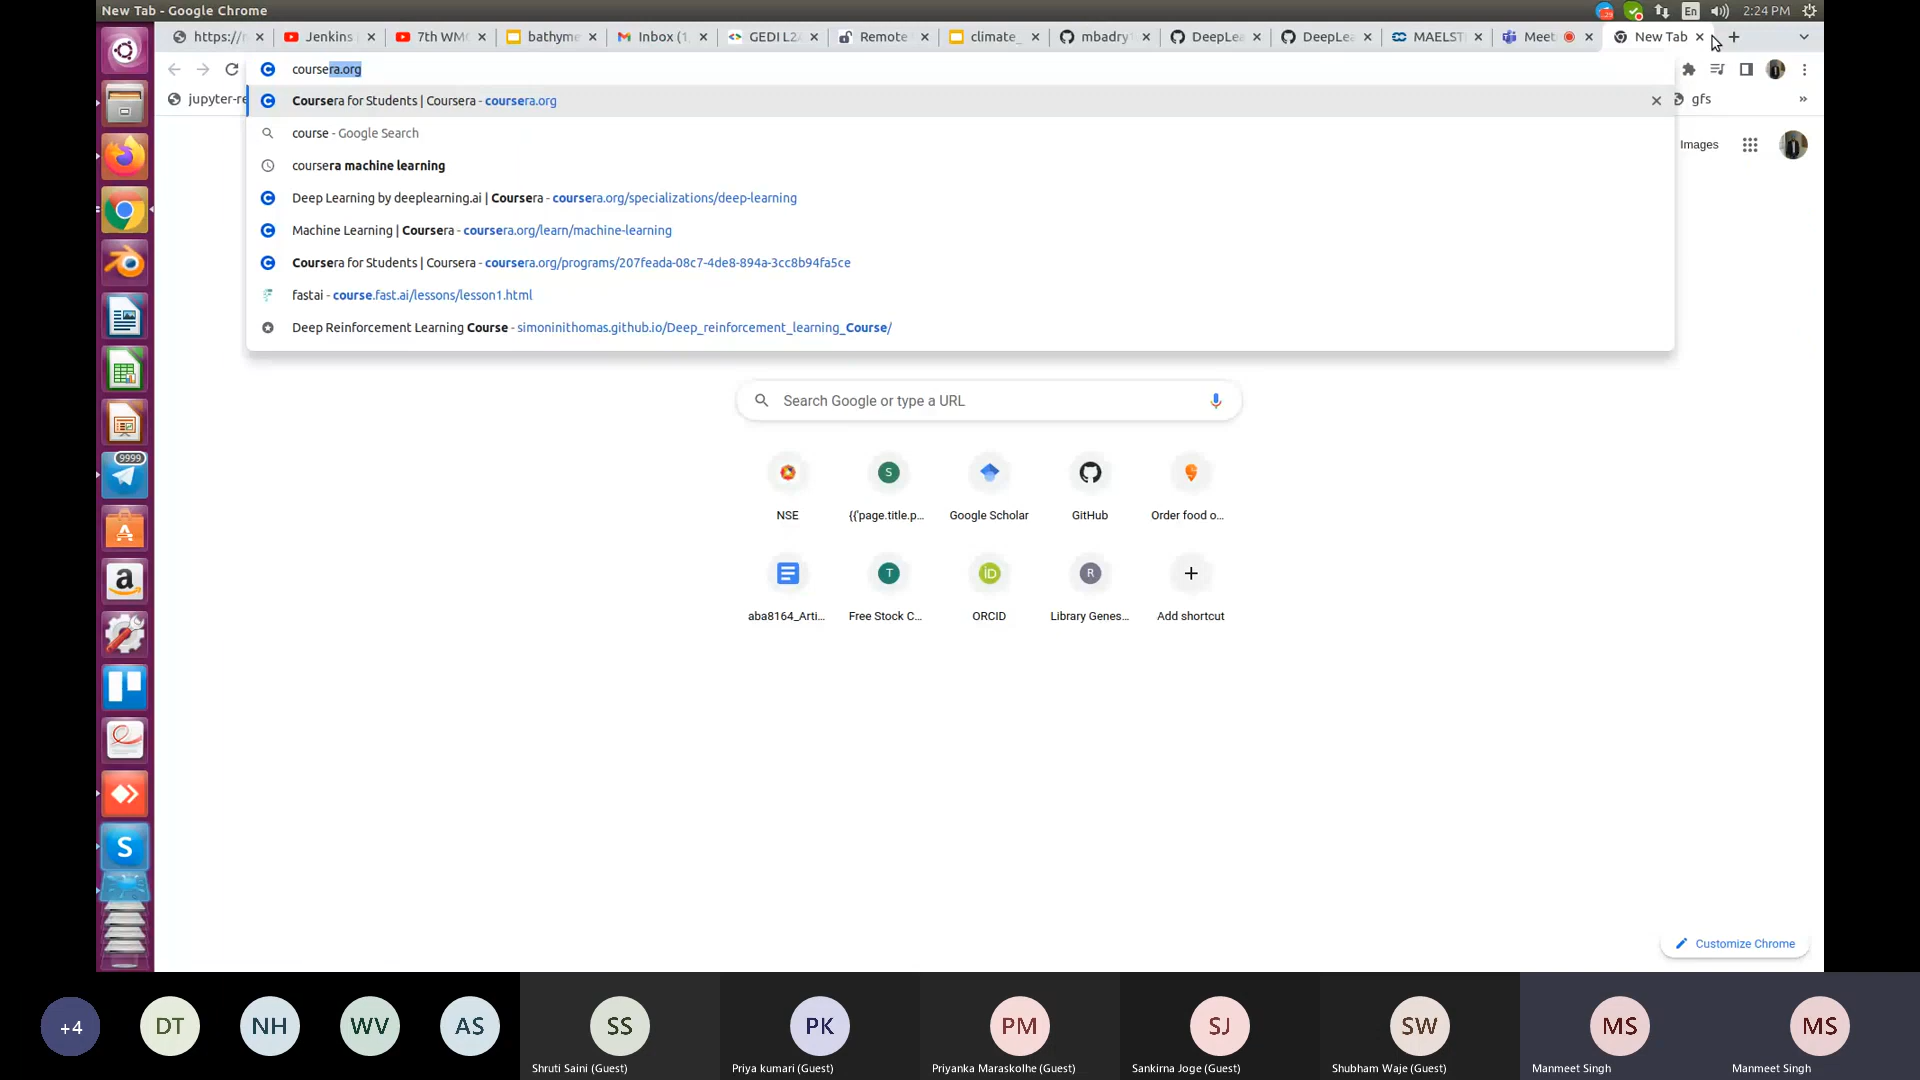 New Tab - Google Chrome
En
2:24 PM
https://
Jenkins
7th WM
bathyme
Inbox (1,
GEDI L2
Remote
climate_
mbadry
DeepLea
DeepLea
MAELST
Meet
New Tab
coursera.org
jupyter-re
Coursera for Students | Coursera - coursera.org
gfs
»
course - Google Search
Images
coursera machine learning
Deep Learning by deeplearning.ai | Coursera - coursera.org/specializations/deep-learning
Machine Learning | Coursera - coursera.org/learn/machine-learning
Coursera for Students | Coursera - coursera.org/programs/207feada-08c7-4de8-894a-3cc8b94fa5ce
fastai - course.fast.ai/lessons/lesson1.html
Deep Reinforcement Learning Course - simoninithomas.github.io/Deep_reinforcement_learning_Course/
Search Google or type a URL
S
NSE
{{'page.title.p...
Google Scholar
GitHub
Order food o...
9999
T
iD
R
aba8164_Arti...
Free Stock C...
ORCID
Library Genes...
Add shortcut
a
S
Customize Chrome
+4
DT
NH
WV
AS
SS
PK
PM
SJ
SW
MS
MS
Shruti Saini (Guest)
Priya kumari (Guest)
Priyanka Maraskolhe (Guest)
Sankirna Joge (Guest)
Shubham Waje (Guest)
Manmeet Singh
Manmeet Singh